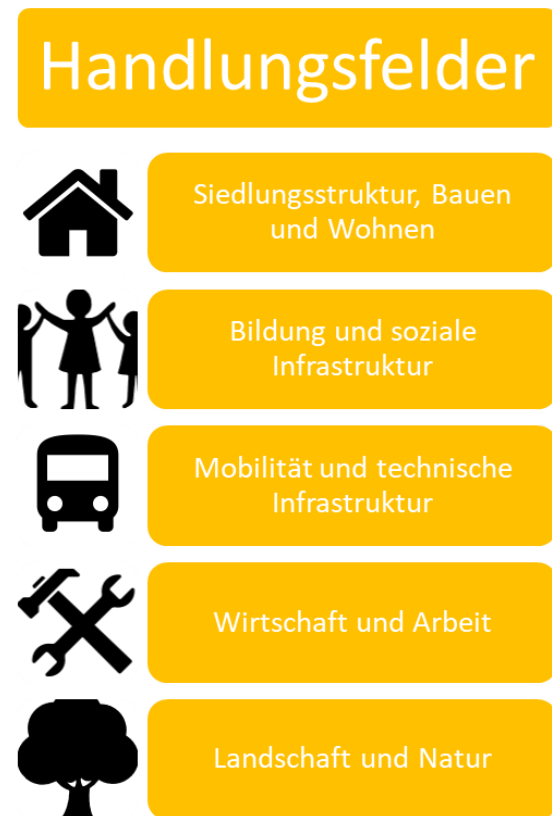 Handlungsfelder
Siedlungsstruktur, Bauen
und Wohnen
Bildung und soziale
Infrastruktur
Mobilität und technische
Infrastruktur
Wirtschaft und Arbeit
Landschaft und Natur